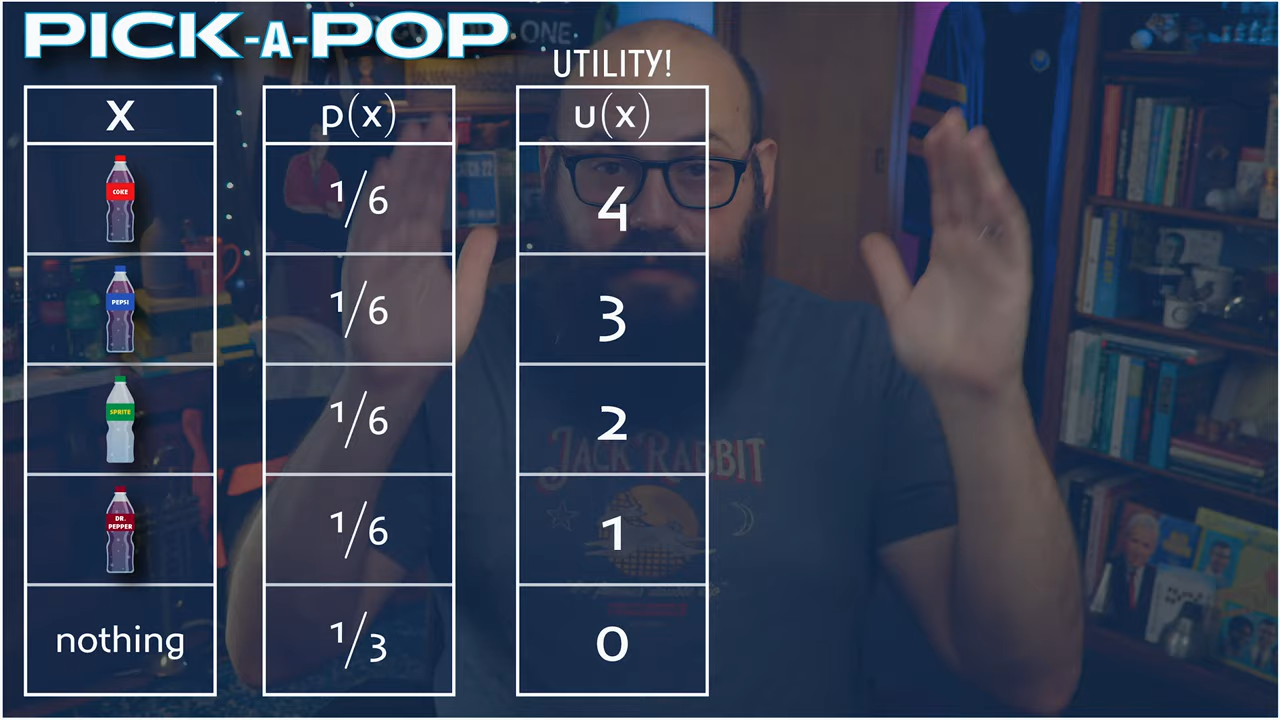 PICK-A-POP
ONE
UTILITY!
X
p(x)
u(x)
COKE
1/6
4
PEPSI
1/6
3
SPRITE
1/6
2
DR.
PEPPER
1/6
1
nothing
1/3
0
JACK RABBIT